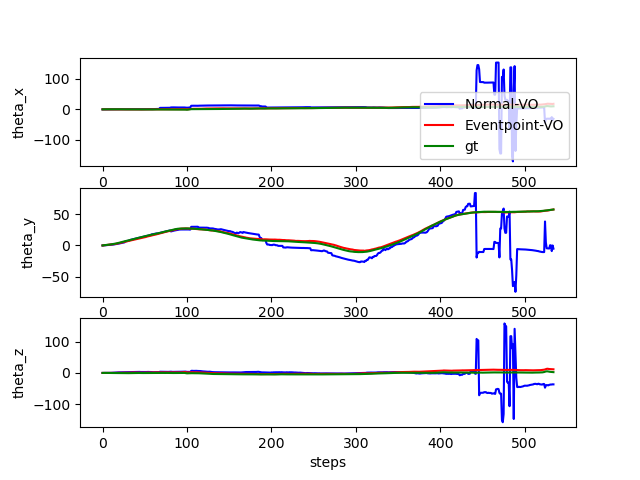 theta_x
100
0
−100
Normal-VO
Eventpoint-VO
gt
0 100 200 300 400 500
theta_y
50
0
−50
0 100 200 300 400 500
theta_z
100
0
−100
0 100 200 300 400 500
steps